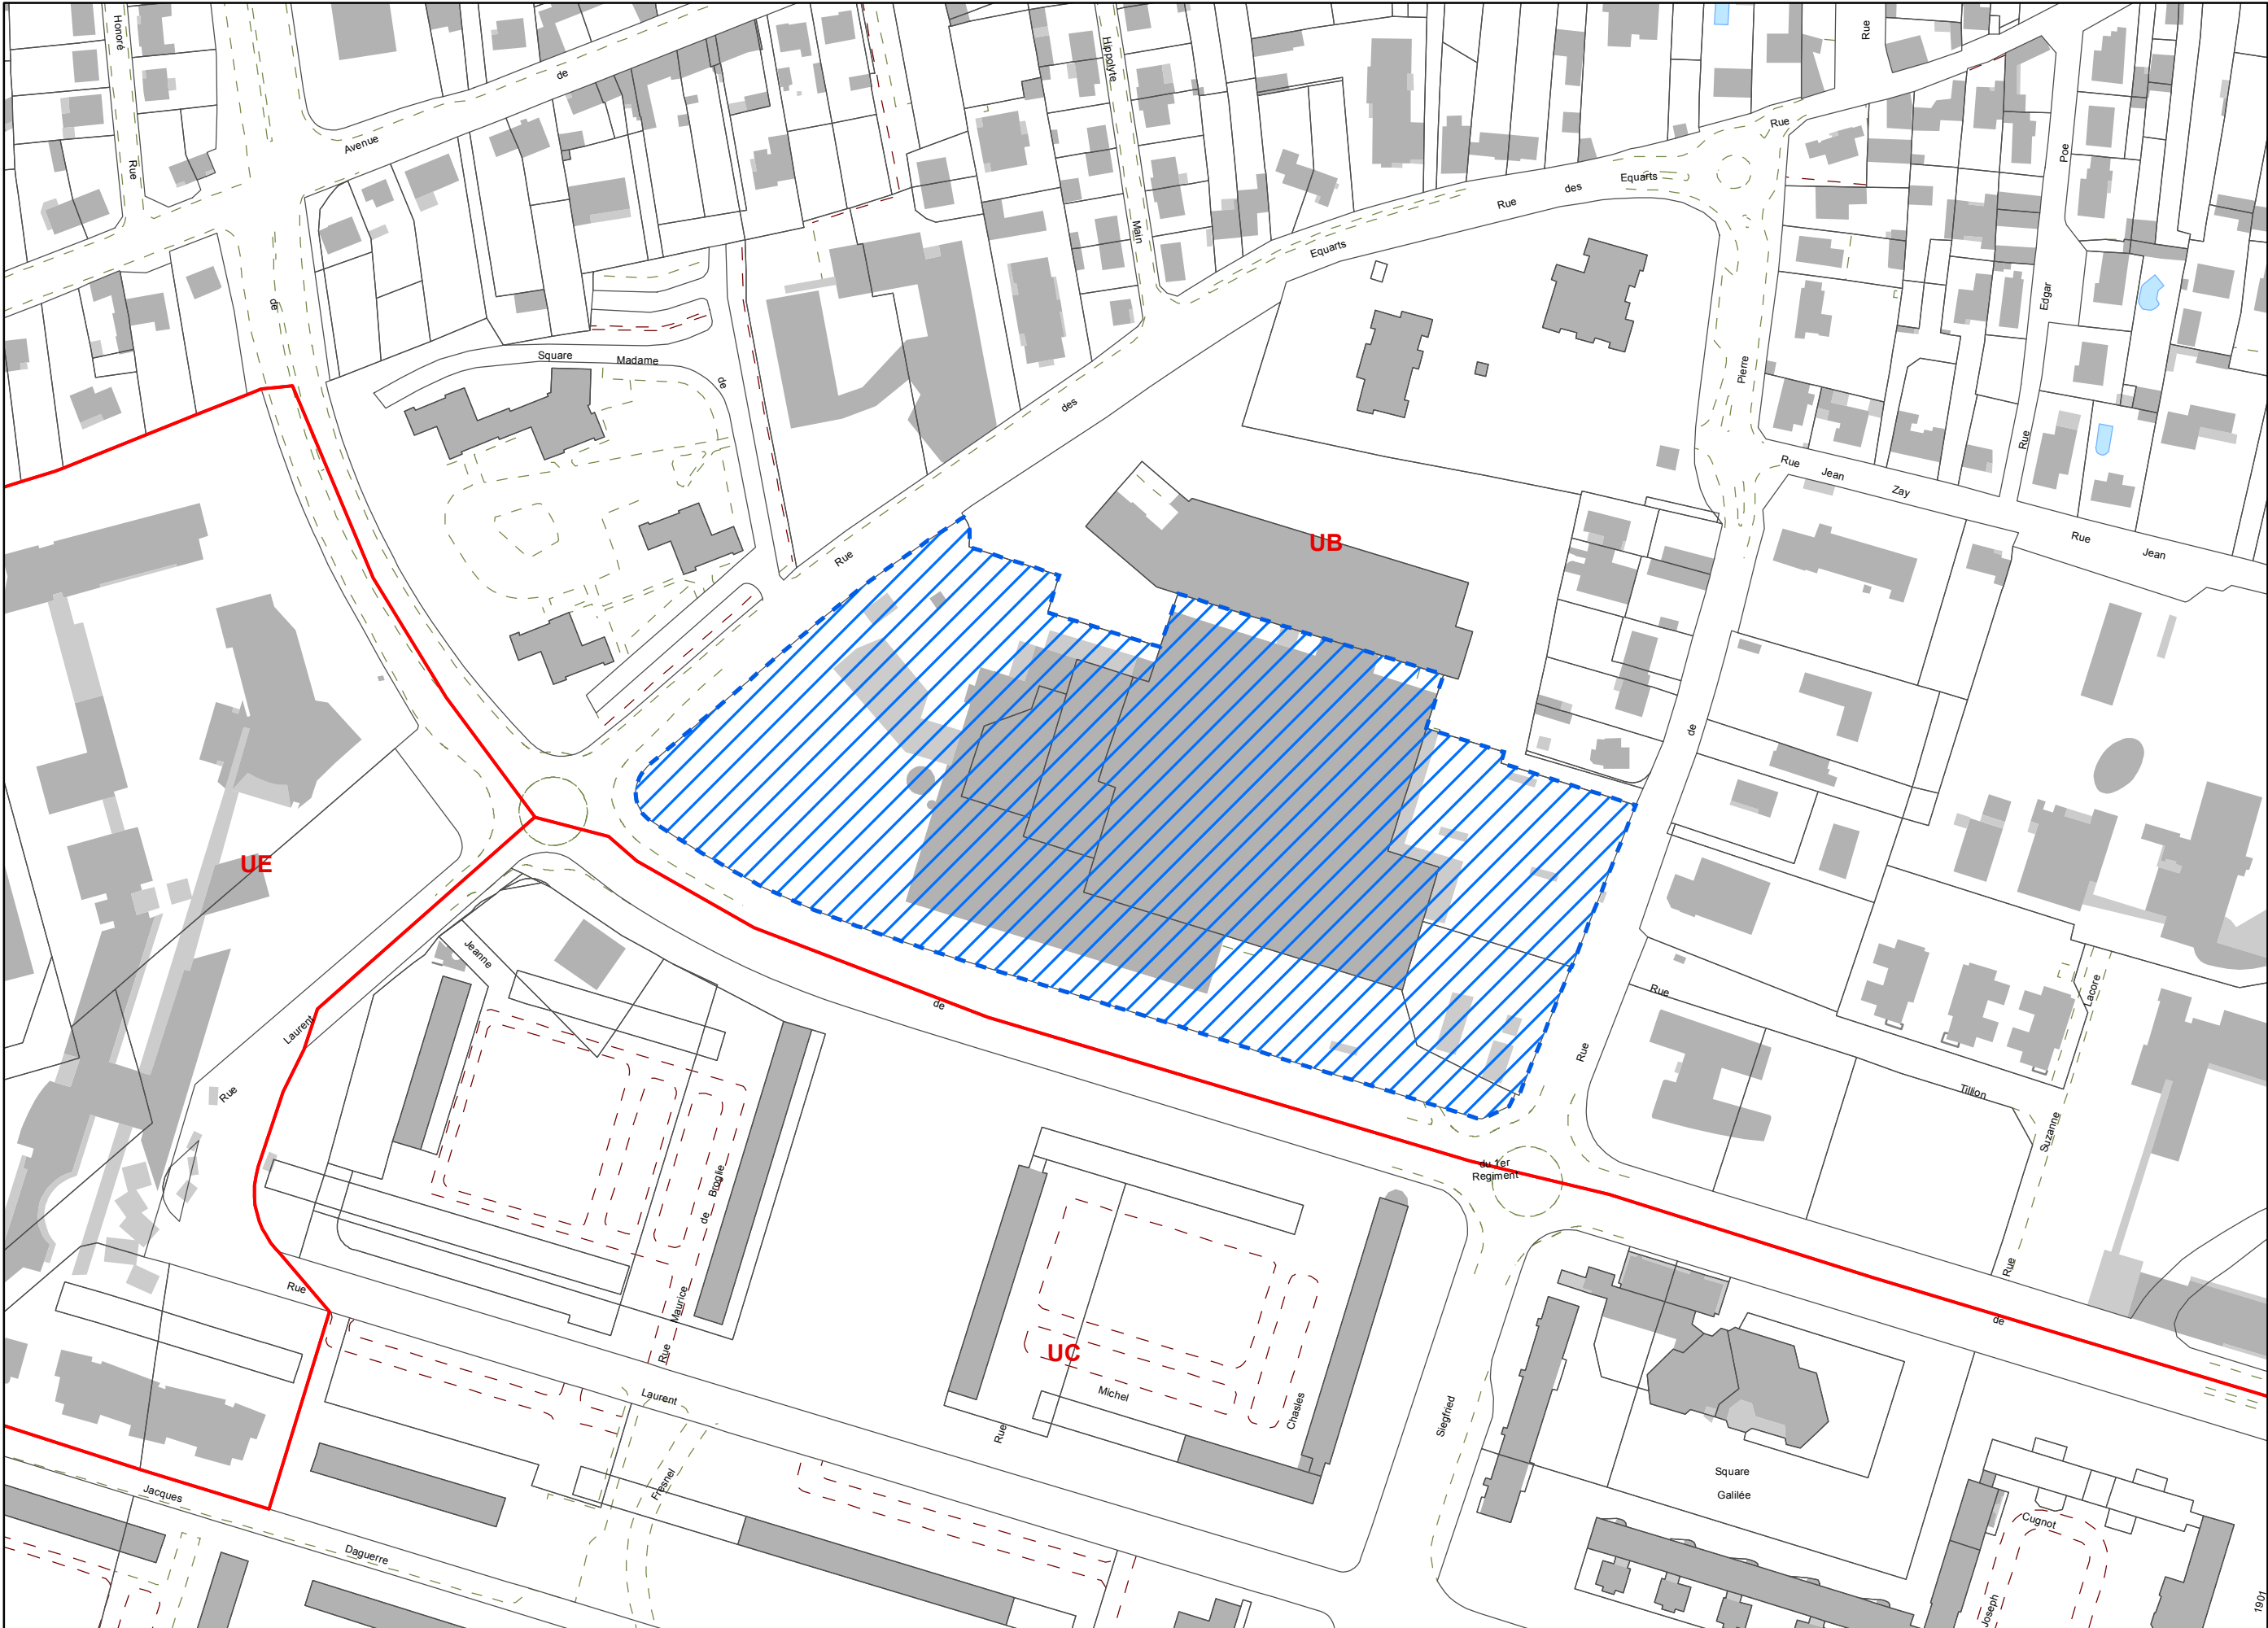 Honoré
Rue
Avenue
de
Hippolyte
Main
Rue
Rue
Equarts
des
Rue
Equarts
des
Rue
Poe
Edgar
Rue
Pierre
de
Rue
de
Square
Madame
de
Rue
Jean
Zay
Rue
Jean
UB
UE
UC
Jeanne
Laurent
Rue
de
Rue
Tillion
Lacore
Suzanne
Rue
du 1er
Regiment
de
Broglie
de
Maurice
Rue
Rue
Laurent
Fresnel
Michel
Rue
Chasles
Siegfried
Square
Galilée
Cugnot
Joseph
1901
Jacques
Daguerre